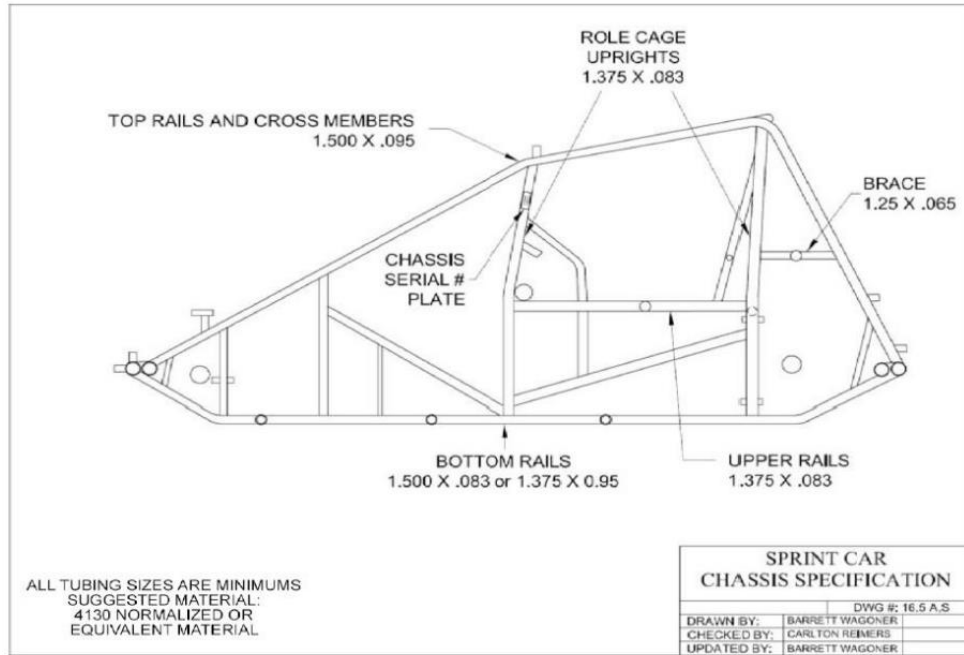 ROLE CAGE
UPRIGHTS
1.375 X .083
TOP RAILS AND CROSS MEMBERS
1.500 X .095
BRACE
1.25 X .065
CHASSIS
SERIAL #
PLATE
BOTTOM RAILS
1.500 X .083 or 1.375 X 0.95
UPPER RAILS
1.375 X .083
ALL TUBING SIZES ARE MINIMUMS
SUGGESTED MATERIAL:
4130 NORMALIZED OR
EQUIVALENT MATERIAL
SPRINT CAR
CHASSIS SPECIFICATION
DWG #: 16.5 A,S
DRAWN BY: BARRETT WAGONER
CHECKED BY: CARLTON REIMERS
UPDATED BY: BARRETT WAGONER